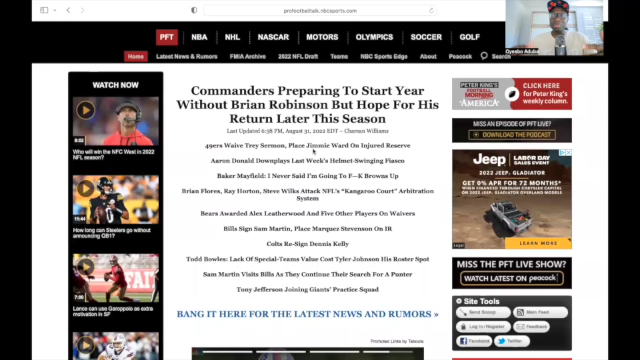 profootballtalk.nbcsports.com
PFT
NBA
NHL
NASCAR
MOTORS
OLYMPICS
SOCCER
GOLF
Home
Latest News & Rumors
FMIA Archive
2022 NFL Draft
Teams
NBC Sports Edge
About
Peacock
Search
WATCH NOW
Who will win the NFC West in 2022
NFL season?
How long can Steelers go without
announcing QB1?
Lance can use Garoppolo as extra
motivation in SF
Commanders Preparing To Start Year
Without Brian Robinson But Hope For His
Return Later This Season
Last Updated 6:38 PM, August 31, 2022 EDT – Charean Williams
49ers Waive Trey Sermon, Place Jimmie Ward On Injured Reserve
Aaron Donald Downplays Last Week's Helmet-Swinging Fiasco
Baker Mayfield: I Never Said I'm Going To F—K Browns Up
Brian Flores, Ray Horton, Steve Wilks Attack NFL's "Kangaroo Court" Arbitration
System
Bears Awarded Alex Leatherwood And Five Other Players On Waivers
Bills Sign Sam Martin, Place Marquez Stevenson On IR
Colts Re-Sign Dennis Kelly
Todd Bowles: Lack Of Special-Teams Value Cost Tyler Johnson His Roster Spot
Sam Martin Visits Bills As They Continue Their Search For A Punter
Tony Jefferson Joining Giants' Practice Squad
BANG IT HERE FOR THE LATEST NEWS AND RUMORS »
Promoted Links by Taboola
PETER KING'S
FOOTBALL
MORNING
AMERICA
CLICK HERE
for Peter King's
weekly column.
MISS AN EPISODE OF PFT LIVE?
DOWNLOAD THE PODCAST
Jeep
LABOR DAY
SALES EVENT
WELL-QUALIFIED BUYERS
GET 0% APR FOR 72 MONTHS
2022 JEEP. GLADIATOR
LEARN MORE
MISS THE PFT LIVE SHOW?
WATCH LATEST ON peacock
Site Tools
Send Scoop
Main Feed
Log In/Register
Feedback
Facebook
Twitter